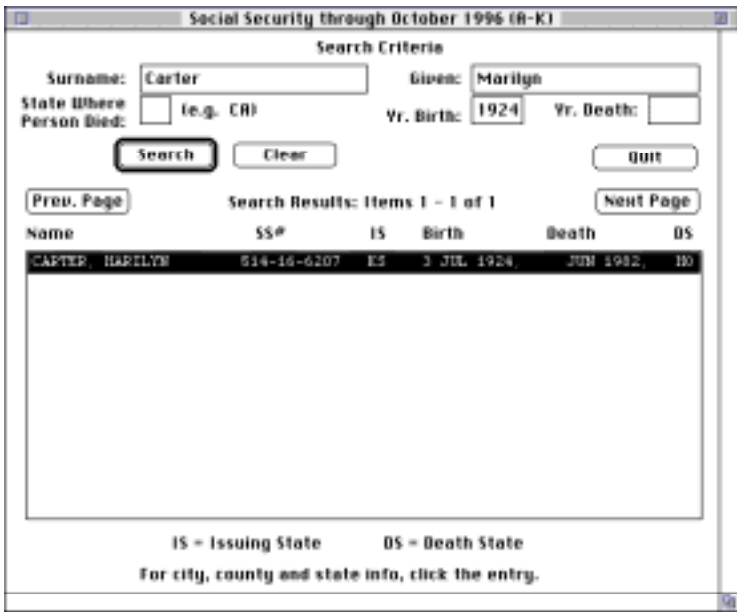 Social Security through October 1996 (A-K)
Search Criteria
Surname: Carter Given: Marilyn
State Where Person Died: (e.g. CA) Yr. Birth: 1924 Yr. Death:
Search Clear Quit
Prev. Page Search Results: Items 1 - 1 of 1 Next Page
Name SS# IS Birth Death DS
CARTER, MARILYN 514-16-6207 KS 3 JUL 1924, JUN 1982, MO
IS = Issuing State DS = Death State
For city, county and state info, click the entry.